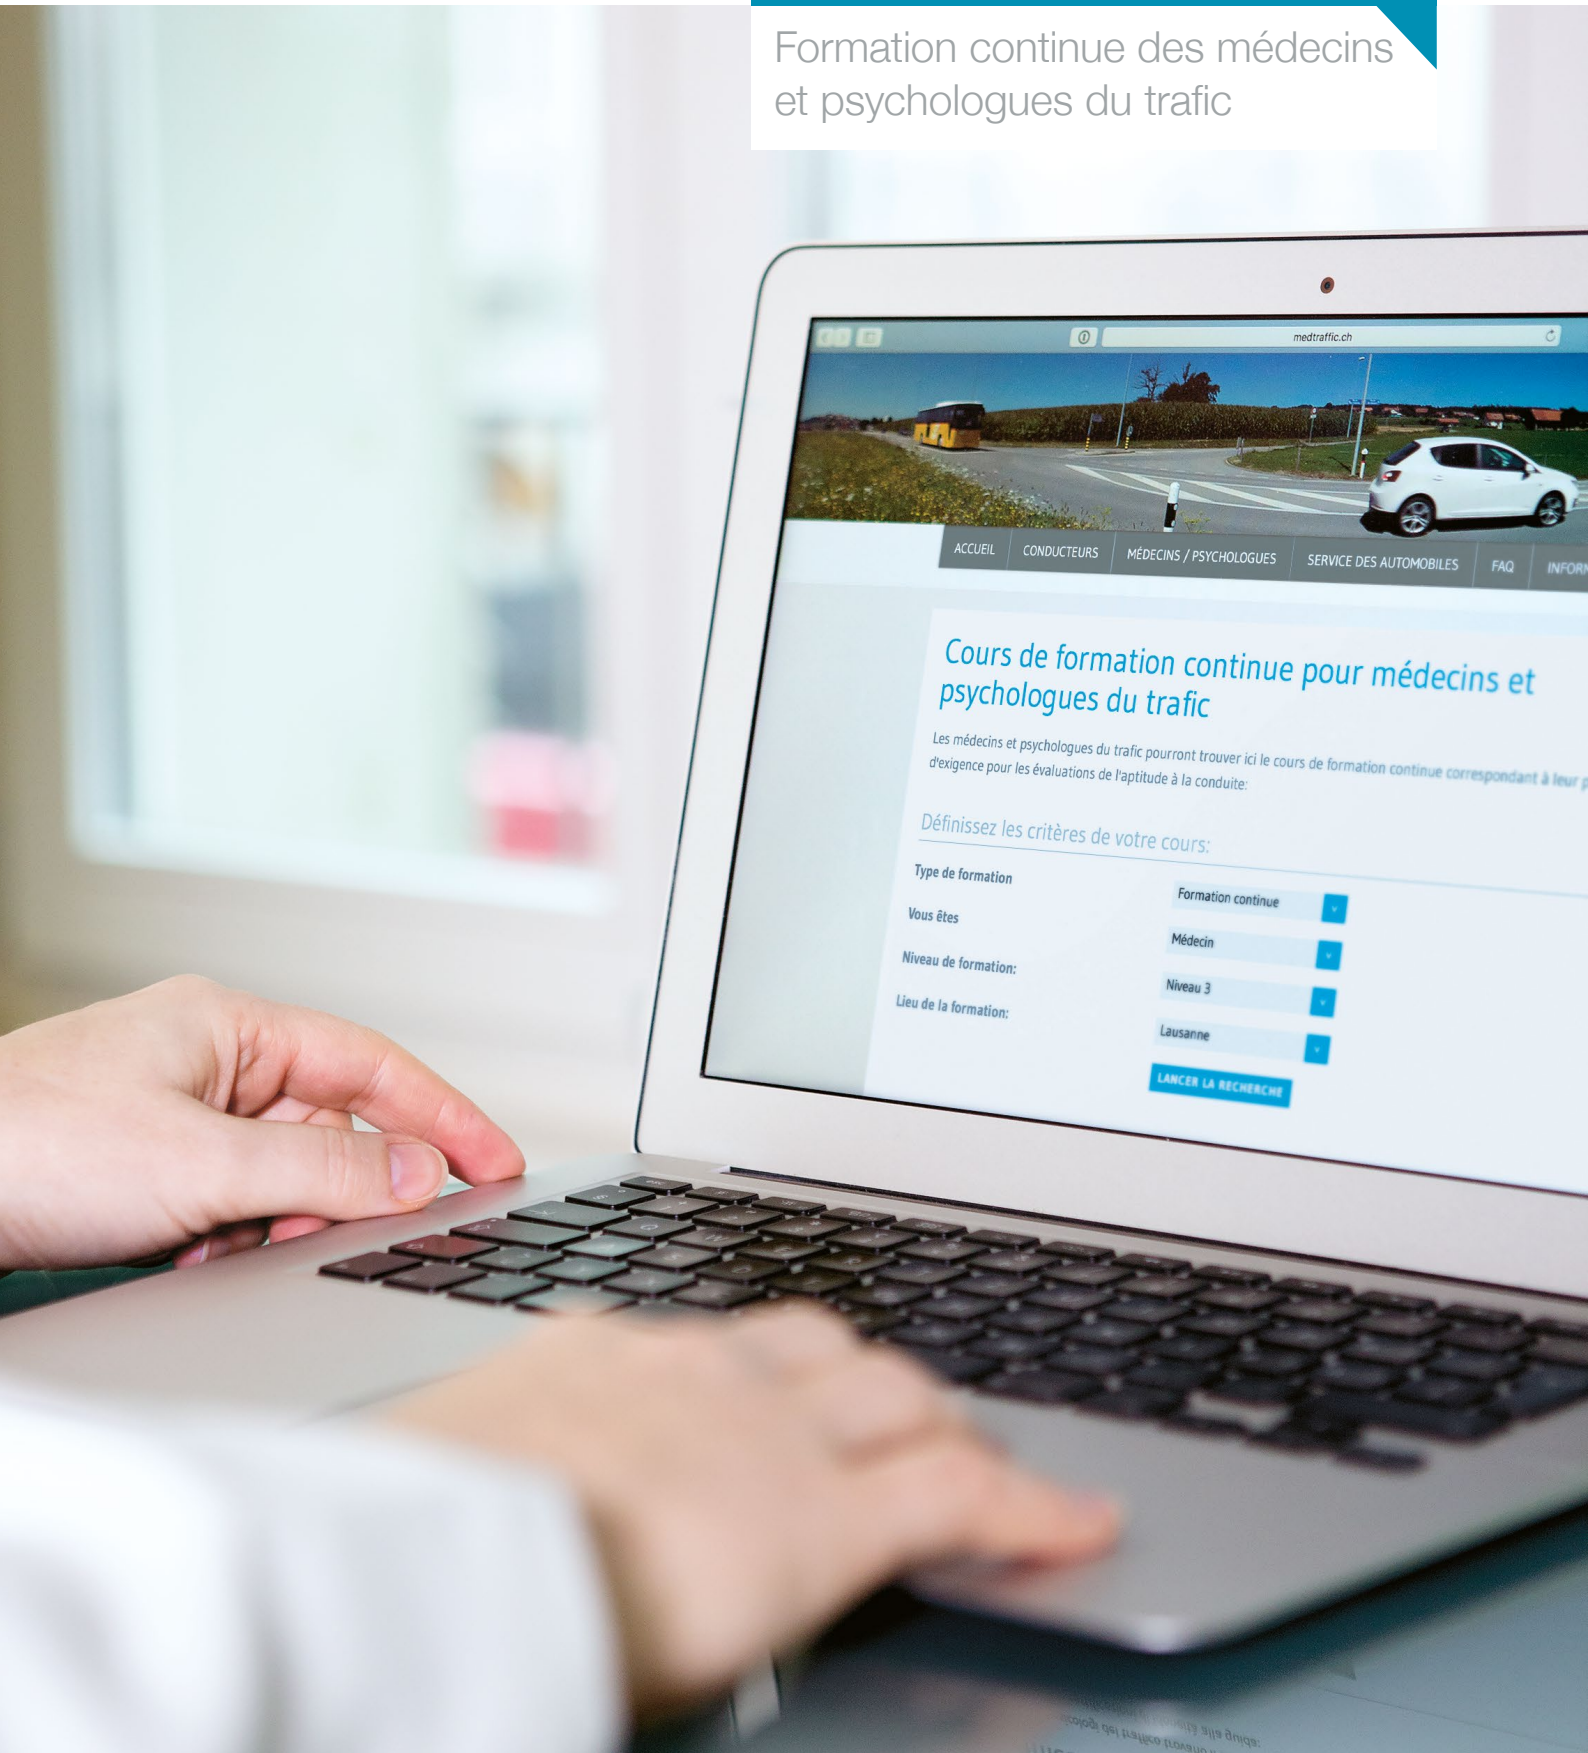 Formation continue des médecins
et psychologues du trafic
medtraffic.ch
ACCUEIL CONDUCTEURS MÉDECINS / PSYCHOLOGUES SERVICE DES AUTOMOBILES FAQ
Cours de formation continue pour médecins et
psychologues du trafic
Les médecins et psychologues du trafic pourront trouver ici le cours de formation continue correspondant à leur
d'exigence pour les évaluations de l'aptitude à la conduite:
Définissez les critères de votre cours:
Type de formation Formation continue
Vous êtes Médecin
Niveau de formation: Niveau 3
Lieu de la formation: Lausanne
LANCER LA RECHERCHE